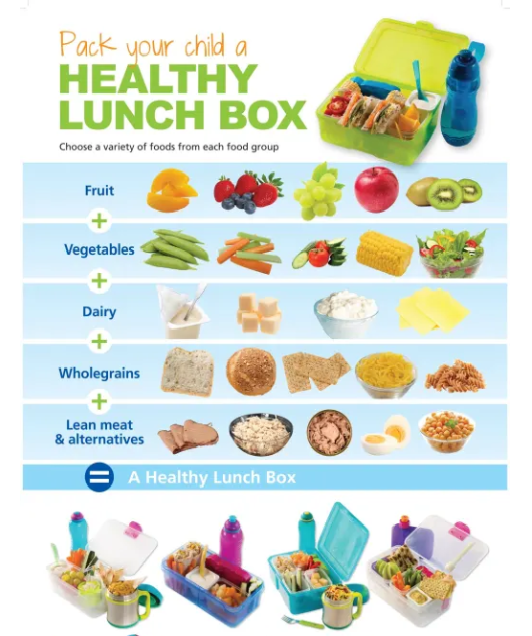 Pack your child a
HEALTHY
LUNCH BOX
Choose a variety of foods from each food group
Fruit
+
Vegetables
+
Dairy
+
Wholegrains
+
Lean meat
& alternatives
= A Healthy Lunch Box